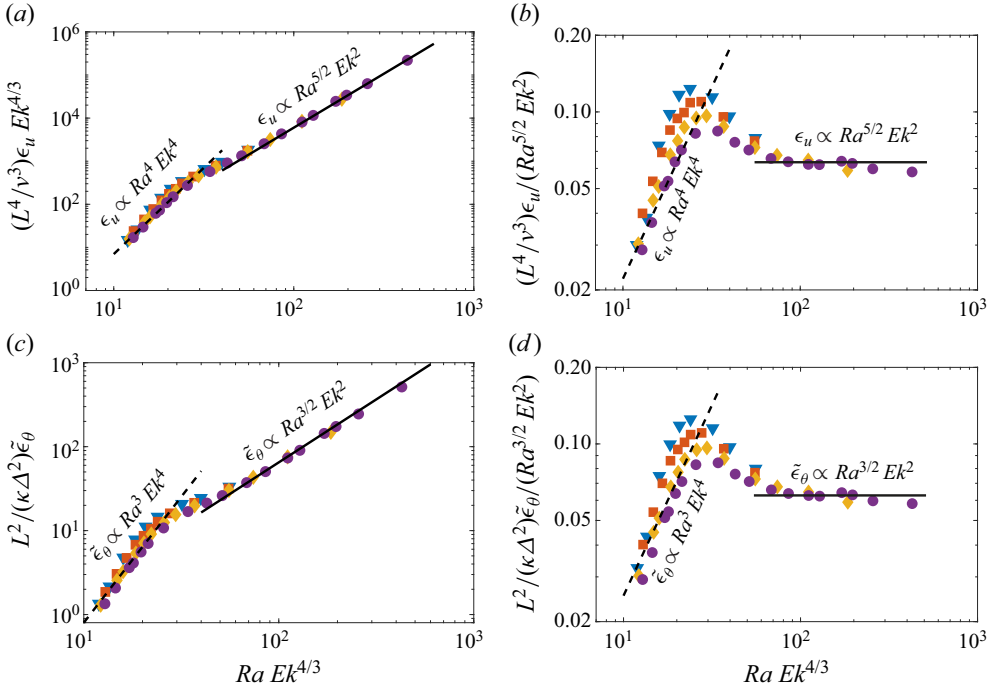 (a)
10^6
10^4
10^2
10^0
(L^4/ν^3)ϵ_u Ek^{4/3}
ϵ_u ∝ Ra^4 Ek^4
ϵ_u ∝ Ra^{5/2} Ek^2
10^1
10^2
10^3
(b)
0.20
0.10
0.05
0.02
(L^4/ν^3)ϵ_u/(Ra^{5/2} Ek^2)
ϵ_u ∝ Ra^4 Ek^4
ϵ_u ∝ Ra^{5/2} Ek^2
10^1
10^2
10^3
(c)
10^3
10^2
10^1
10^0
L^2/(κΔ^2)ϵ̃_θ
ϵ̃_θ ∝ Ra^3 Ek^4
ϵ̃_θ ∝ Ra^{3/2} Ek^2
10^1
10^2
10^3
Ra Ek^{4/3}
(d)
0.20
0.10
0.05
0.02
L^2/(κΔ^2)ϵ̃_θ/(Ra^{3/2} Ek^2)
ϵ̃_θ ∝ Ra^3 Ek^4
ϵ̃_θ ∝ Ra^{3/2} Ek^2
10^1
10^2
10^3
Ra Ek^{4/3}